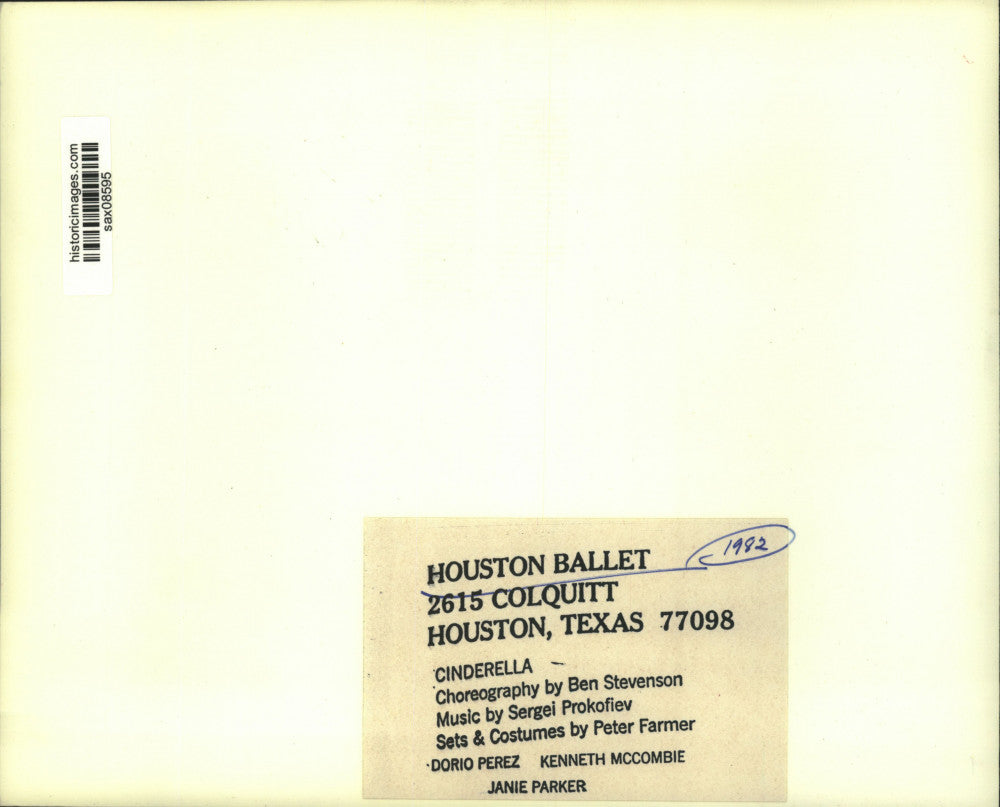 historicimages.com
sax08595
1982
HOUSTON BALLET
2615 COLQUITT
HOUSTON, TEXAS 77098
CINDERELLA –
Choreography by Ben Stevenson
Music by Sergei Prokofiev
Sets & Costumes by Peter Farmer
DORIO PEREZ KENNETH MCCOMBIE
JANIE PARKER